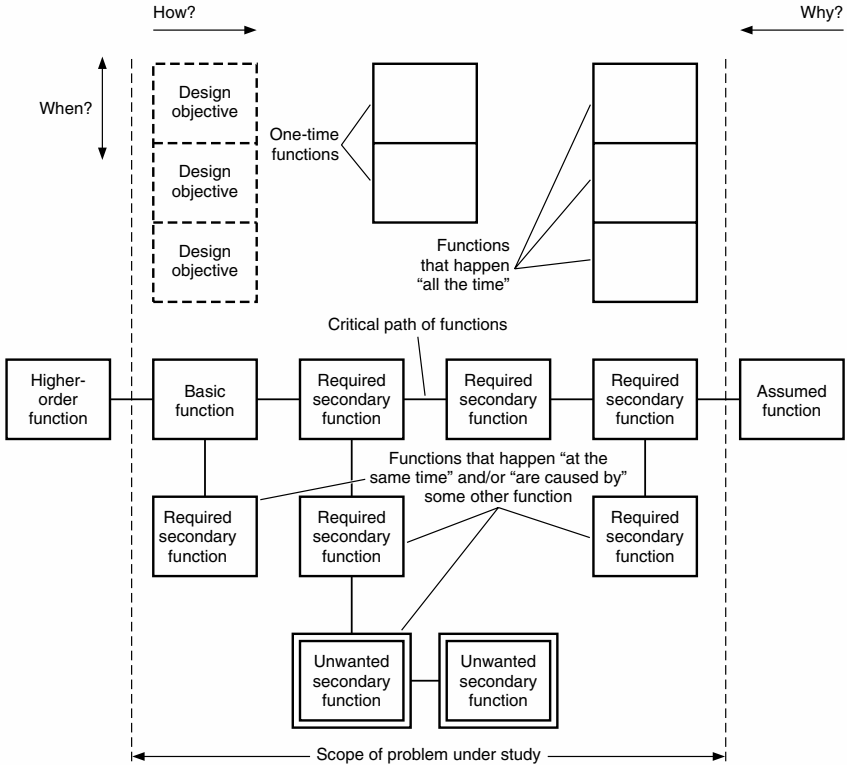 How?
Why?
When?
Design
objective
Design
objective
Design
objective
One-time
functions
Functions
that happen
“all the time”
Critical path of functions
Higher-
order
function
Basic
function
Required
secondary
function
Required
secondary
function
Required
secondary
function
Assumed
function
Functions that happen “at the
same time” and/or “are caused by”
some other function
Required
secondary
function
Required
secondary
function
Required
secondary
function
Unwanted
secondary
function
Unwanted
secondary
function
Scope of problem under study